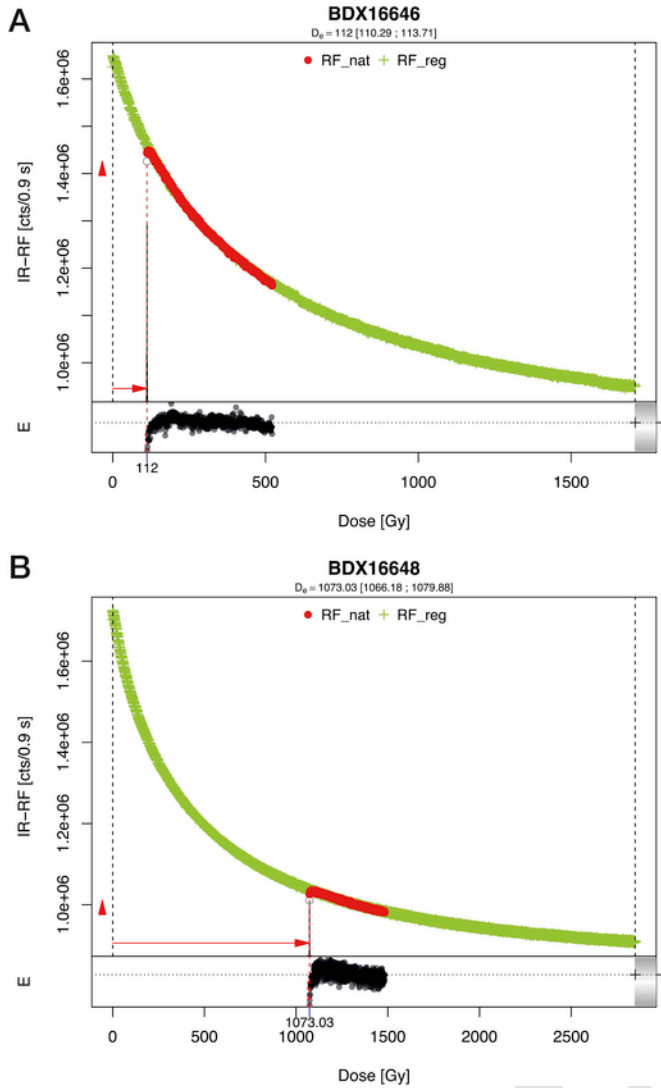 A
BDX16646
Dₑ = 112 [110.29 ; 113.71]
RF_nat RF_reg
IR−RF [cts/0.9 s]
1.6e+06
1.4e+06
1.2e+06
1.0e+06
E
112
0 500 1000 1500
Dose [Gy]
B
BDX16648
Dₑ = 1073.03 [1066.18 ; 1079.88]
RF_nat RF_reg
IR−RF [cts/0.9 s]
1.6e+06
1.4e+06
1.2e+06
1.0e+06
E
1073.03
0 500 1000 1500 2000 2500
Dose [Gy]